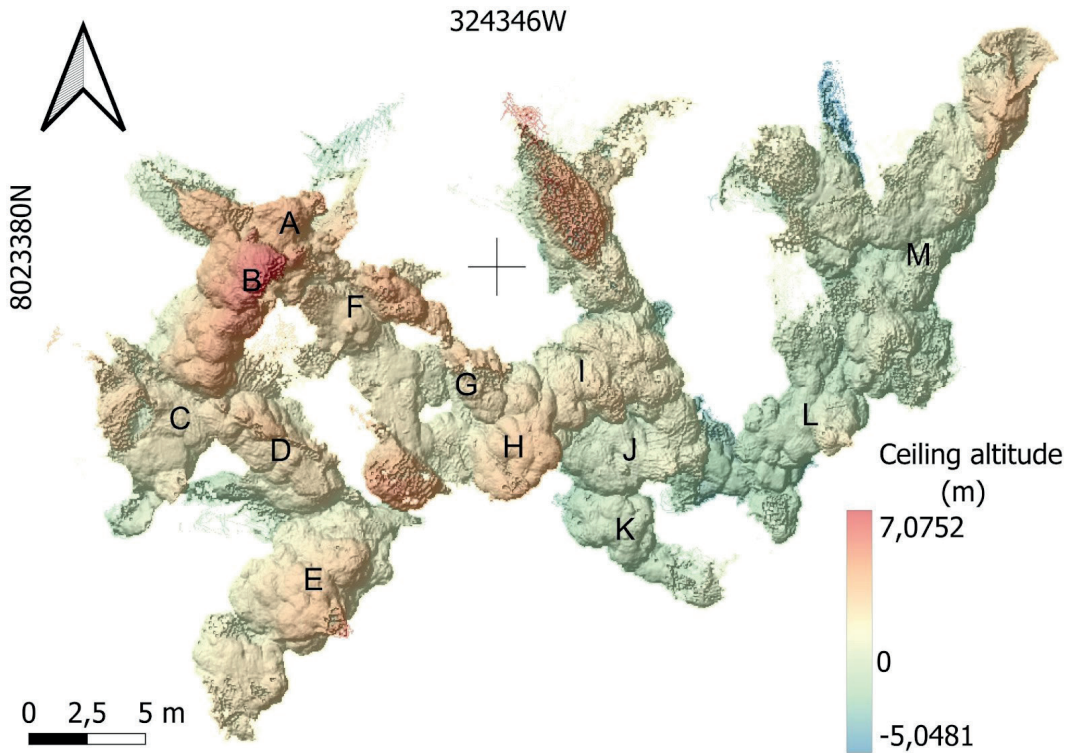 324346W
8023380N
A
B
F
M
C
D
G
I
H
J
L
K
E
Ceiling altitude
(m)
7,0752
0
-5,0481
0 2,5 5 m